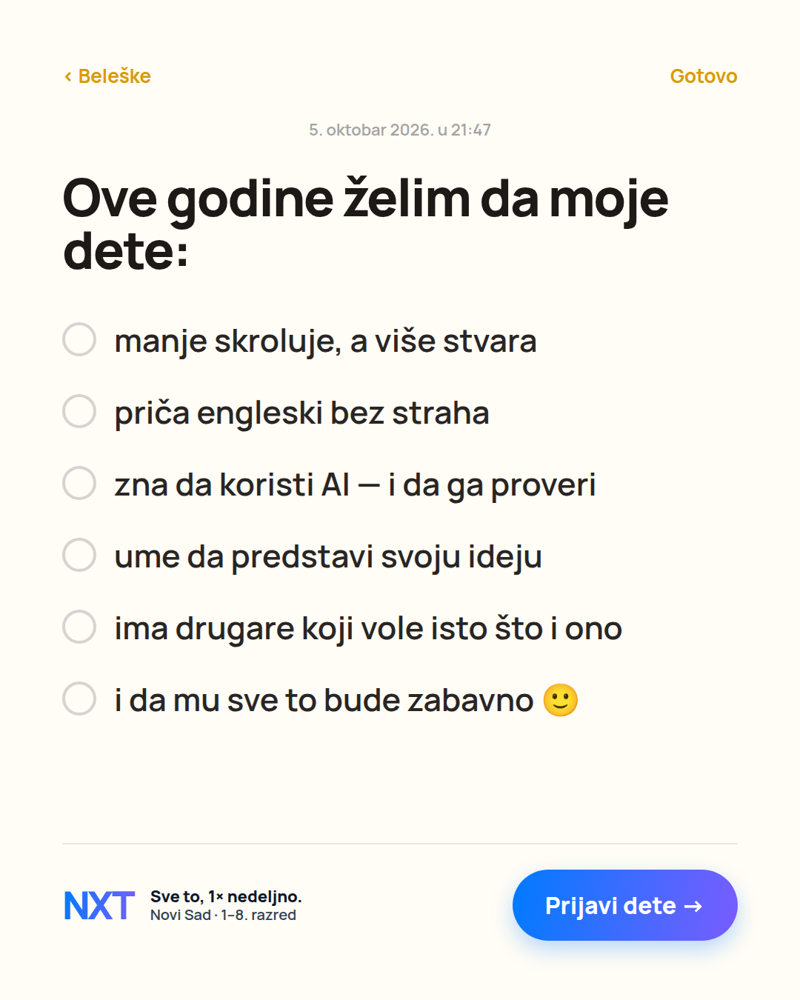 ‹ Beleške
Gotovo
5. oktobar 2026. u 21:47
Ove godine želim da moje
dete:
manje skroluje, a više stvara
priča engleski bez straha
zna da koristi AI — i da ga proveri
ume da predstavi svoju ideju
ima drugare koji vole isto što i ono
i da mu sve to bude zabavno 🙂
NXT
Sve to, 1× nedeljno.
Novi Sad · 1–8. razred
Prijavi dete →